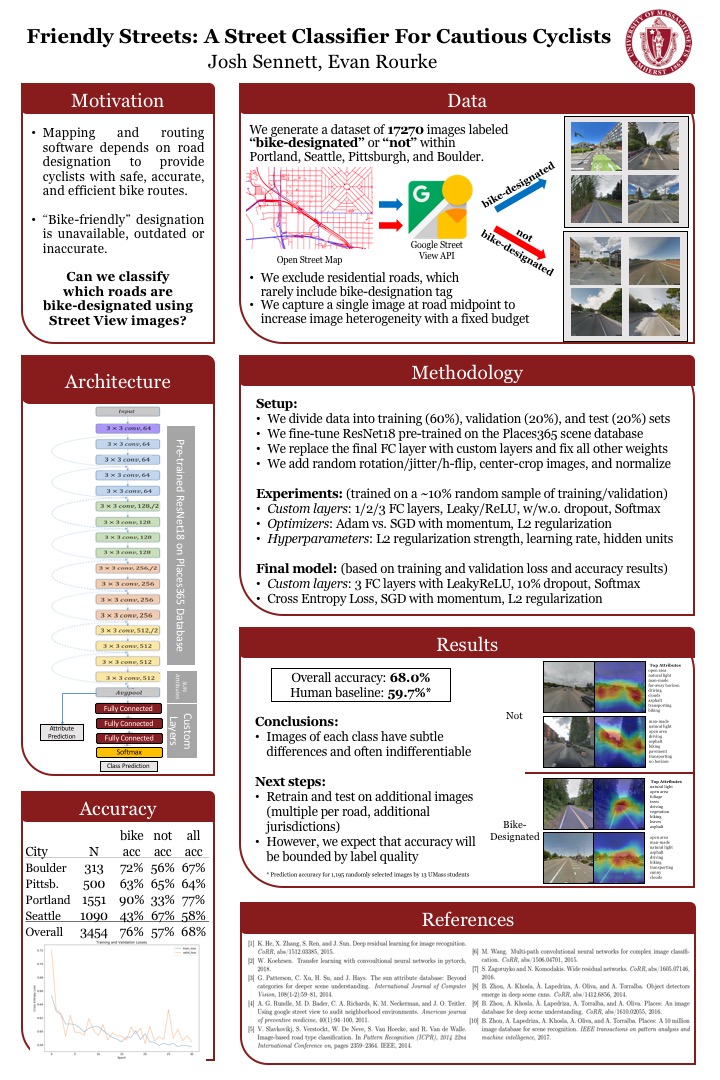 Friendly Streets: A Street Classifier For Cautious Cyclists
Josh Sennett, Evan Rourke
Motivation
• Mapping and routing
software depends on road
designation to provide
cyclists with safe, accurate,
and efficient bike routes.
• “Bike-friendly” designation
is unavailable, outdated or
inaccurate.
Can we classify
which roads are
bike-designated using
Street View images?
Data
We generate a dataset of 17270 images labeled
“bike-designated” or “not” within
Portland, Seattle, Pittsburgh, and Boulder.
Open Street Map
Google Street
View API
bike-designated
not
bike-designated
• We exclude residential roads, which
rarely include bike-designation tag
• We capture a single image at road midpoint to
increase image heterogeneity with a fixed budget
Architecture
Input
3 × 3 conv, 64
3 × 3 conv, 64
3 × 3 conv, 64
3 × 3 conv, 64
3 × 3 conv, 64
3 × 3 conv, 128, /2
3 × 3 conv, 128
3 × 3 conv, 128
3 × 3 conv, 128
3 × 3 conv, 256, /2
3 × 3 conv, 256
3 × 3 conv, 256
3 × 3 conv, 256
3 × 3 conv, 512, /2
3 × 3 conv, 512
3 × 3 conv, 512
3 × 3 conv, 512
Avgpool
Fully Connected
Fully Connected
Fully Connected
Softmax
Class Prediction
Attribute
Prediction
Pre-trained ResNet18 on Places365 Database
SUN
Attributes
Custom
Layers
Methodology
Setup:
• We divide data into training (60%), validation (20%), and test (20%) sets
• We fine-tune ResNet18 pre-trained on the Places365 scene database
• We replace the final FC layer with custom layers and fix all other weights
• We add random rotation/jitter/h-flip, center-crop images, and normalize
Experiments: (trained on a ~10% random sample of training/validation)
• Custom layers: 1/2/3 FC layers, Leaky/ReLU, w/w.o. dropout, Softmax
• Optimizers: Adam vs. SGD with momentum, L2 regularization
• Hyperparameters: L2 regularization strength, learning rate, hidden units
Final model: (based on training and validation loss and accuracy results)
• Custom layers: 3 FC layers with LeakyReLU, 10% dropout, Softmax
• Cross Entropy Loss, SGD with momentum, L2 regularization
Results
Overall accuracy: 68.0%
Human baseline: 59.7%*
Conclusions:
• Images of each class have subtle
differences and often indifferentiable
Next steps:
• Retrain and test on additional images
(multiple per road, additional
jurisdictions)
• However, we expect that accuracy will
be bounded by label quality
* Prediction accuracy for 1,195 randomly selected images by 13 UMass students
Not
Bike-
Designated
Top Attributes
open area
natural light
man-made
far-away horizon
driving
clouds
asphalt
transporting
biking
man-made
natural light
open area
driving
asphalt
biking
pavement
transporting
no horizon
Top Attributes
natural light
open area
foliage
trees
driving
vegetation
biking
leaves
asphalt
open area
man-made
natural light
asphalt
driving
biking
transporting
sunny
clouds
Accuracy
City N bike acc not acc all acc
Boulder 313 72% 56% 67%
Pittsb. 500 63% 65% 64%
Portland 1551 90% 33% 77%
Seattle 1090 43% 67% 58%
Overall 3454 76% 57% 68%
Training and Validation Losses
References
[1] K. He, X. Zhang, S. Ren, and J. Sun. Deep residual learning for image recognition.
CoRR, abs/1512.03385, 2015.
[2] W. Koehrsen. Transfer learning with convolutional neural networks in pytorch,
2018.
[3] G. Patterson, C. Xu, H. Su, and J. Hays. The sun attribute database: Beyond
categories for deeper scene understanding. International Journal of Computer
Vision, 108(1-2):59–81, 2014.
[4] A. G. Rundle, M. D. Bader, C. A. Richards, K. M. Neckerman, and J. O. Teitler.
Using google street view to audit neighborhood environments. American journal
of preventive medicine, 40(1):94–100, 2011.
[5] V. Slavkovikj, S. Verstockt, W. De Neve, S. Van Hoecke, and R. Van de Walle.
Image-based road type classification. In Pattern Recognition (ICPR), 2014 22nd
International Conference on, pages 2359–2364. IEEE, 2014.
[6] M. Wang. Multi-path convolutional neural networks for complex image classifi-
cation. CoRR, abs/1506.04701, 2015.
[7] S. Zagoruyko and N. Komodakis. Wide residual networks. CoRR, abs/1605.07146,
2016.
[8] B. Zhou, A. Khosla, À. Lapedriza, A. Oliva, and A. Torralba. Object detectors
emerge in deep scene cnns. CoRR, abs/1412.6856, 2014.
[9] B. Zhou, A. Khosla, À. Lapedriza, A. Oliva, and A. Torralba. Places: An image
database for deep scene understanding. CoRR, abs/1610.02055, 2016.
[10] B. Zhou, A. Lapedriza, A. Khosla, A. Oliva, and A. Torralba. Places: A 10 million
image database for scene recognition. IEEE transactions on pattern analysis and
machine intelligence, 2017.